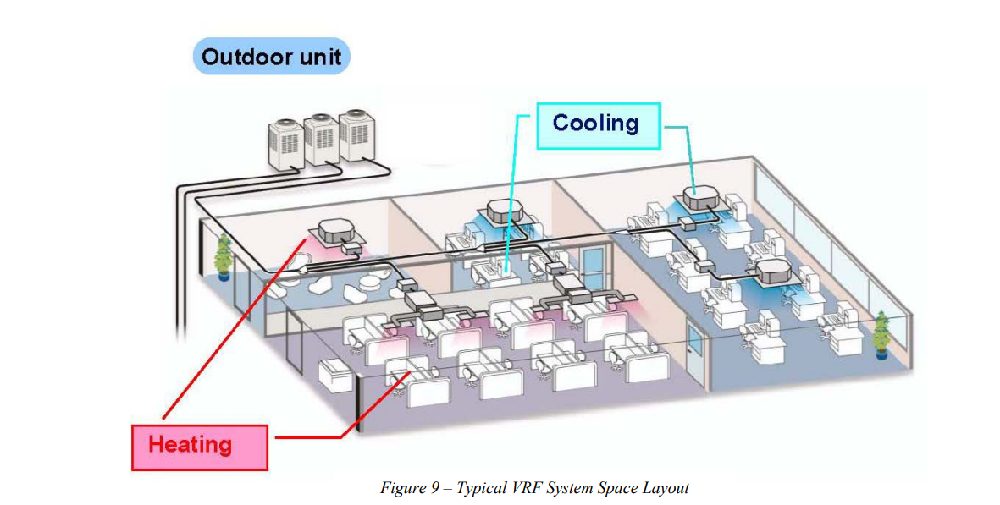 Outdoor unit
Cooling
Heating
Figure 9 – Typical VRF System Space Layout